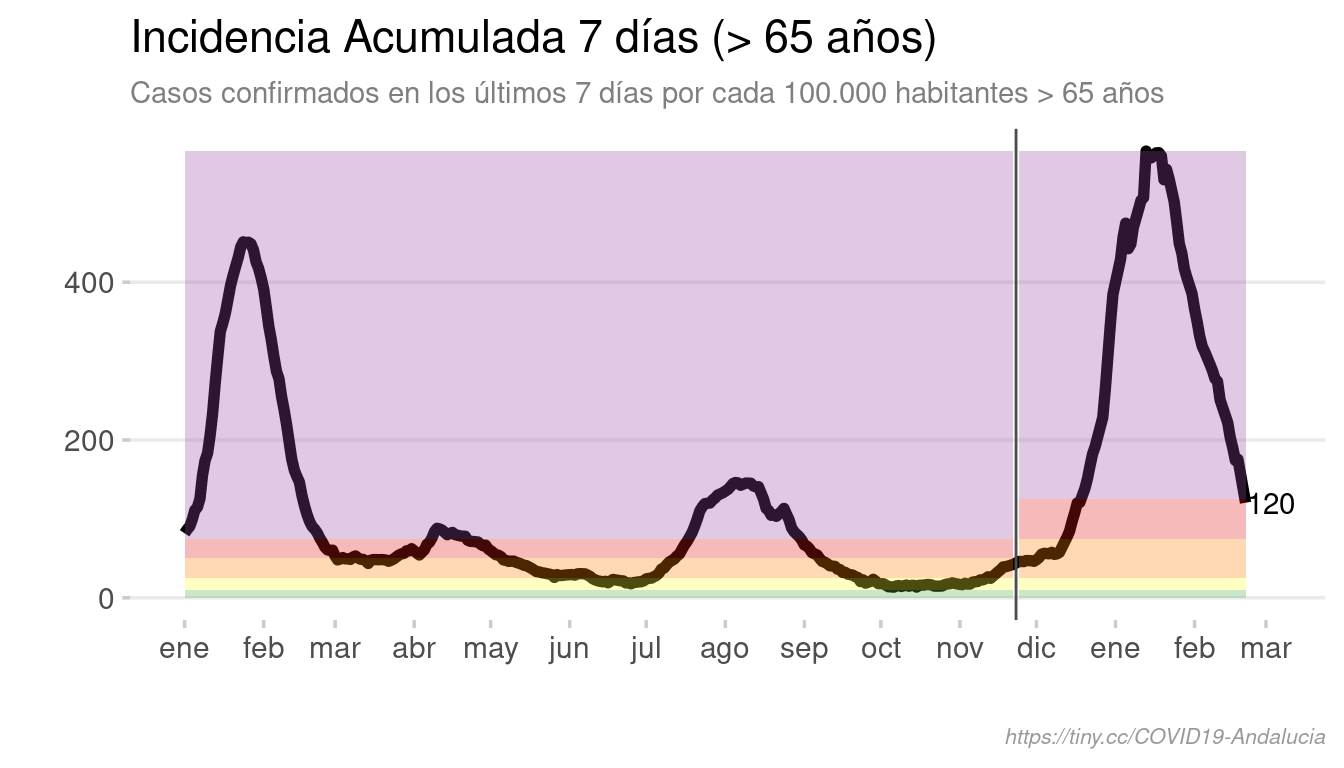 Incidencia Acumulada 7 días (> 65 años)
Casos confirmados en los últimos 7 días por cada 100.000 habitantes > 65 años
400
200
0
120
ene feb mar abr may jun jul ago sep oct nov dic ene feb mar
https://tiny.cc/COVID19-Andalucia